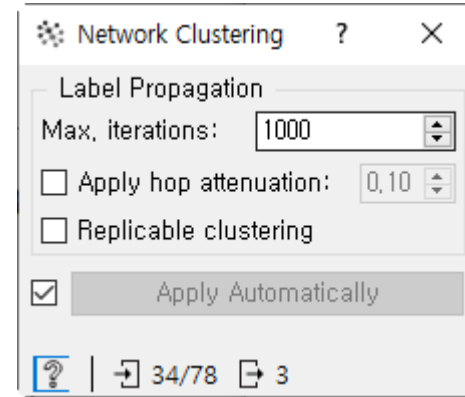 Network Clustering ? ×
Label Propagation
Max, iterations: 1000
Apply hop attenuation: 0,10
Replicable clustering
Apply Automatically
? | 34/78 3